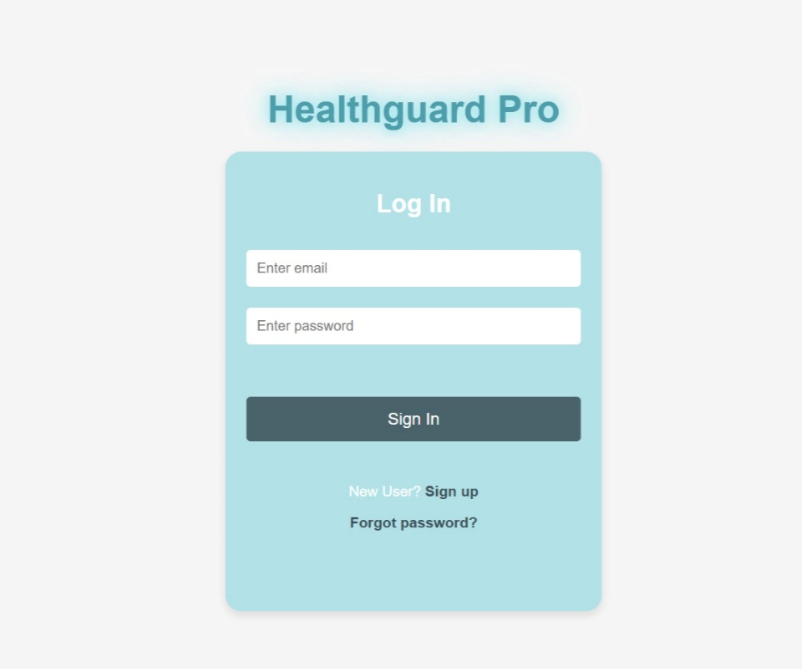 Healthguard Pro
Log In
Enter email
Enter password
Sign In
New User? Sign up
Forgot password?